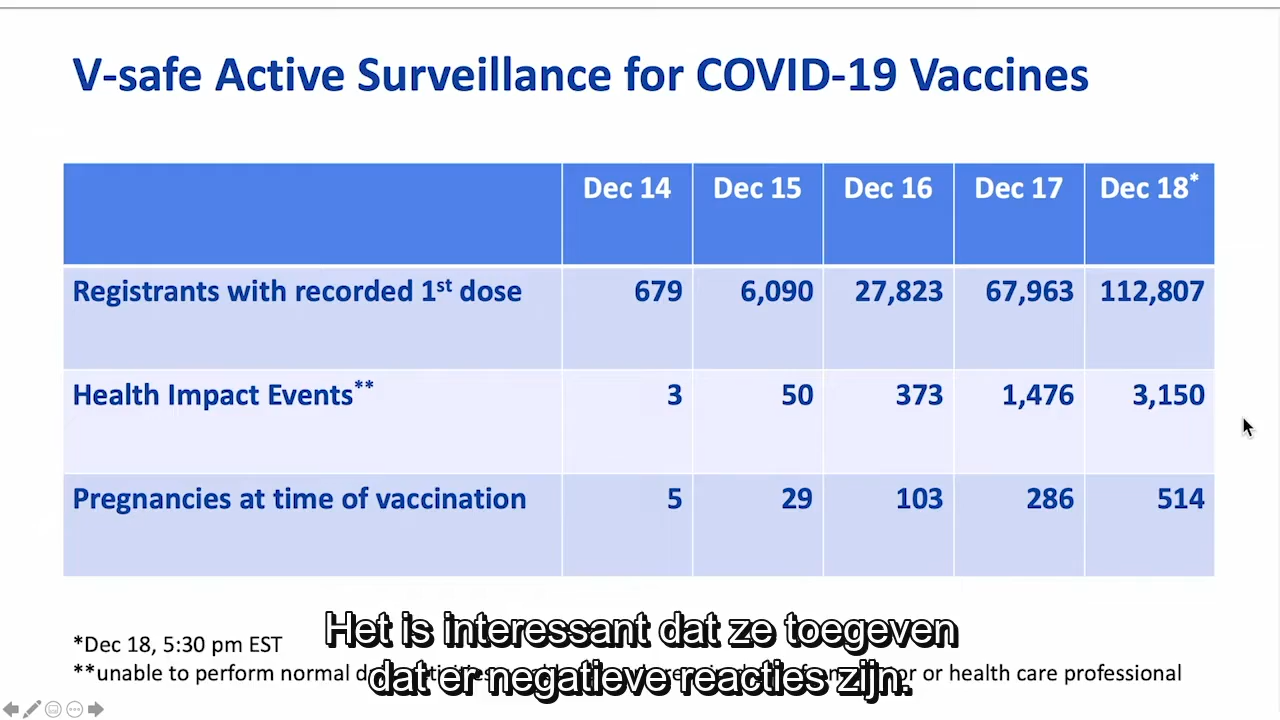 V-safe Active Surveillance for COVID-19 Vaccines
Dec 14 Dec 15 Dec 16 Dec 17 Dec 18*
Registrants with recorded 1st dose 679 6,090 27,823 67,963 112,807
Health Impact Events** 3 50 373 1,476 3,150
Pregnancies at time of vaccination 5 29 103 286 514
*Dec 18, 5:30 pm EST
**unable to perform normal or health care professional
Het is interessant dat ze toegeven
dat er negatieve reacties zijn.